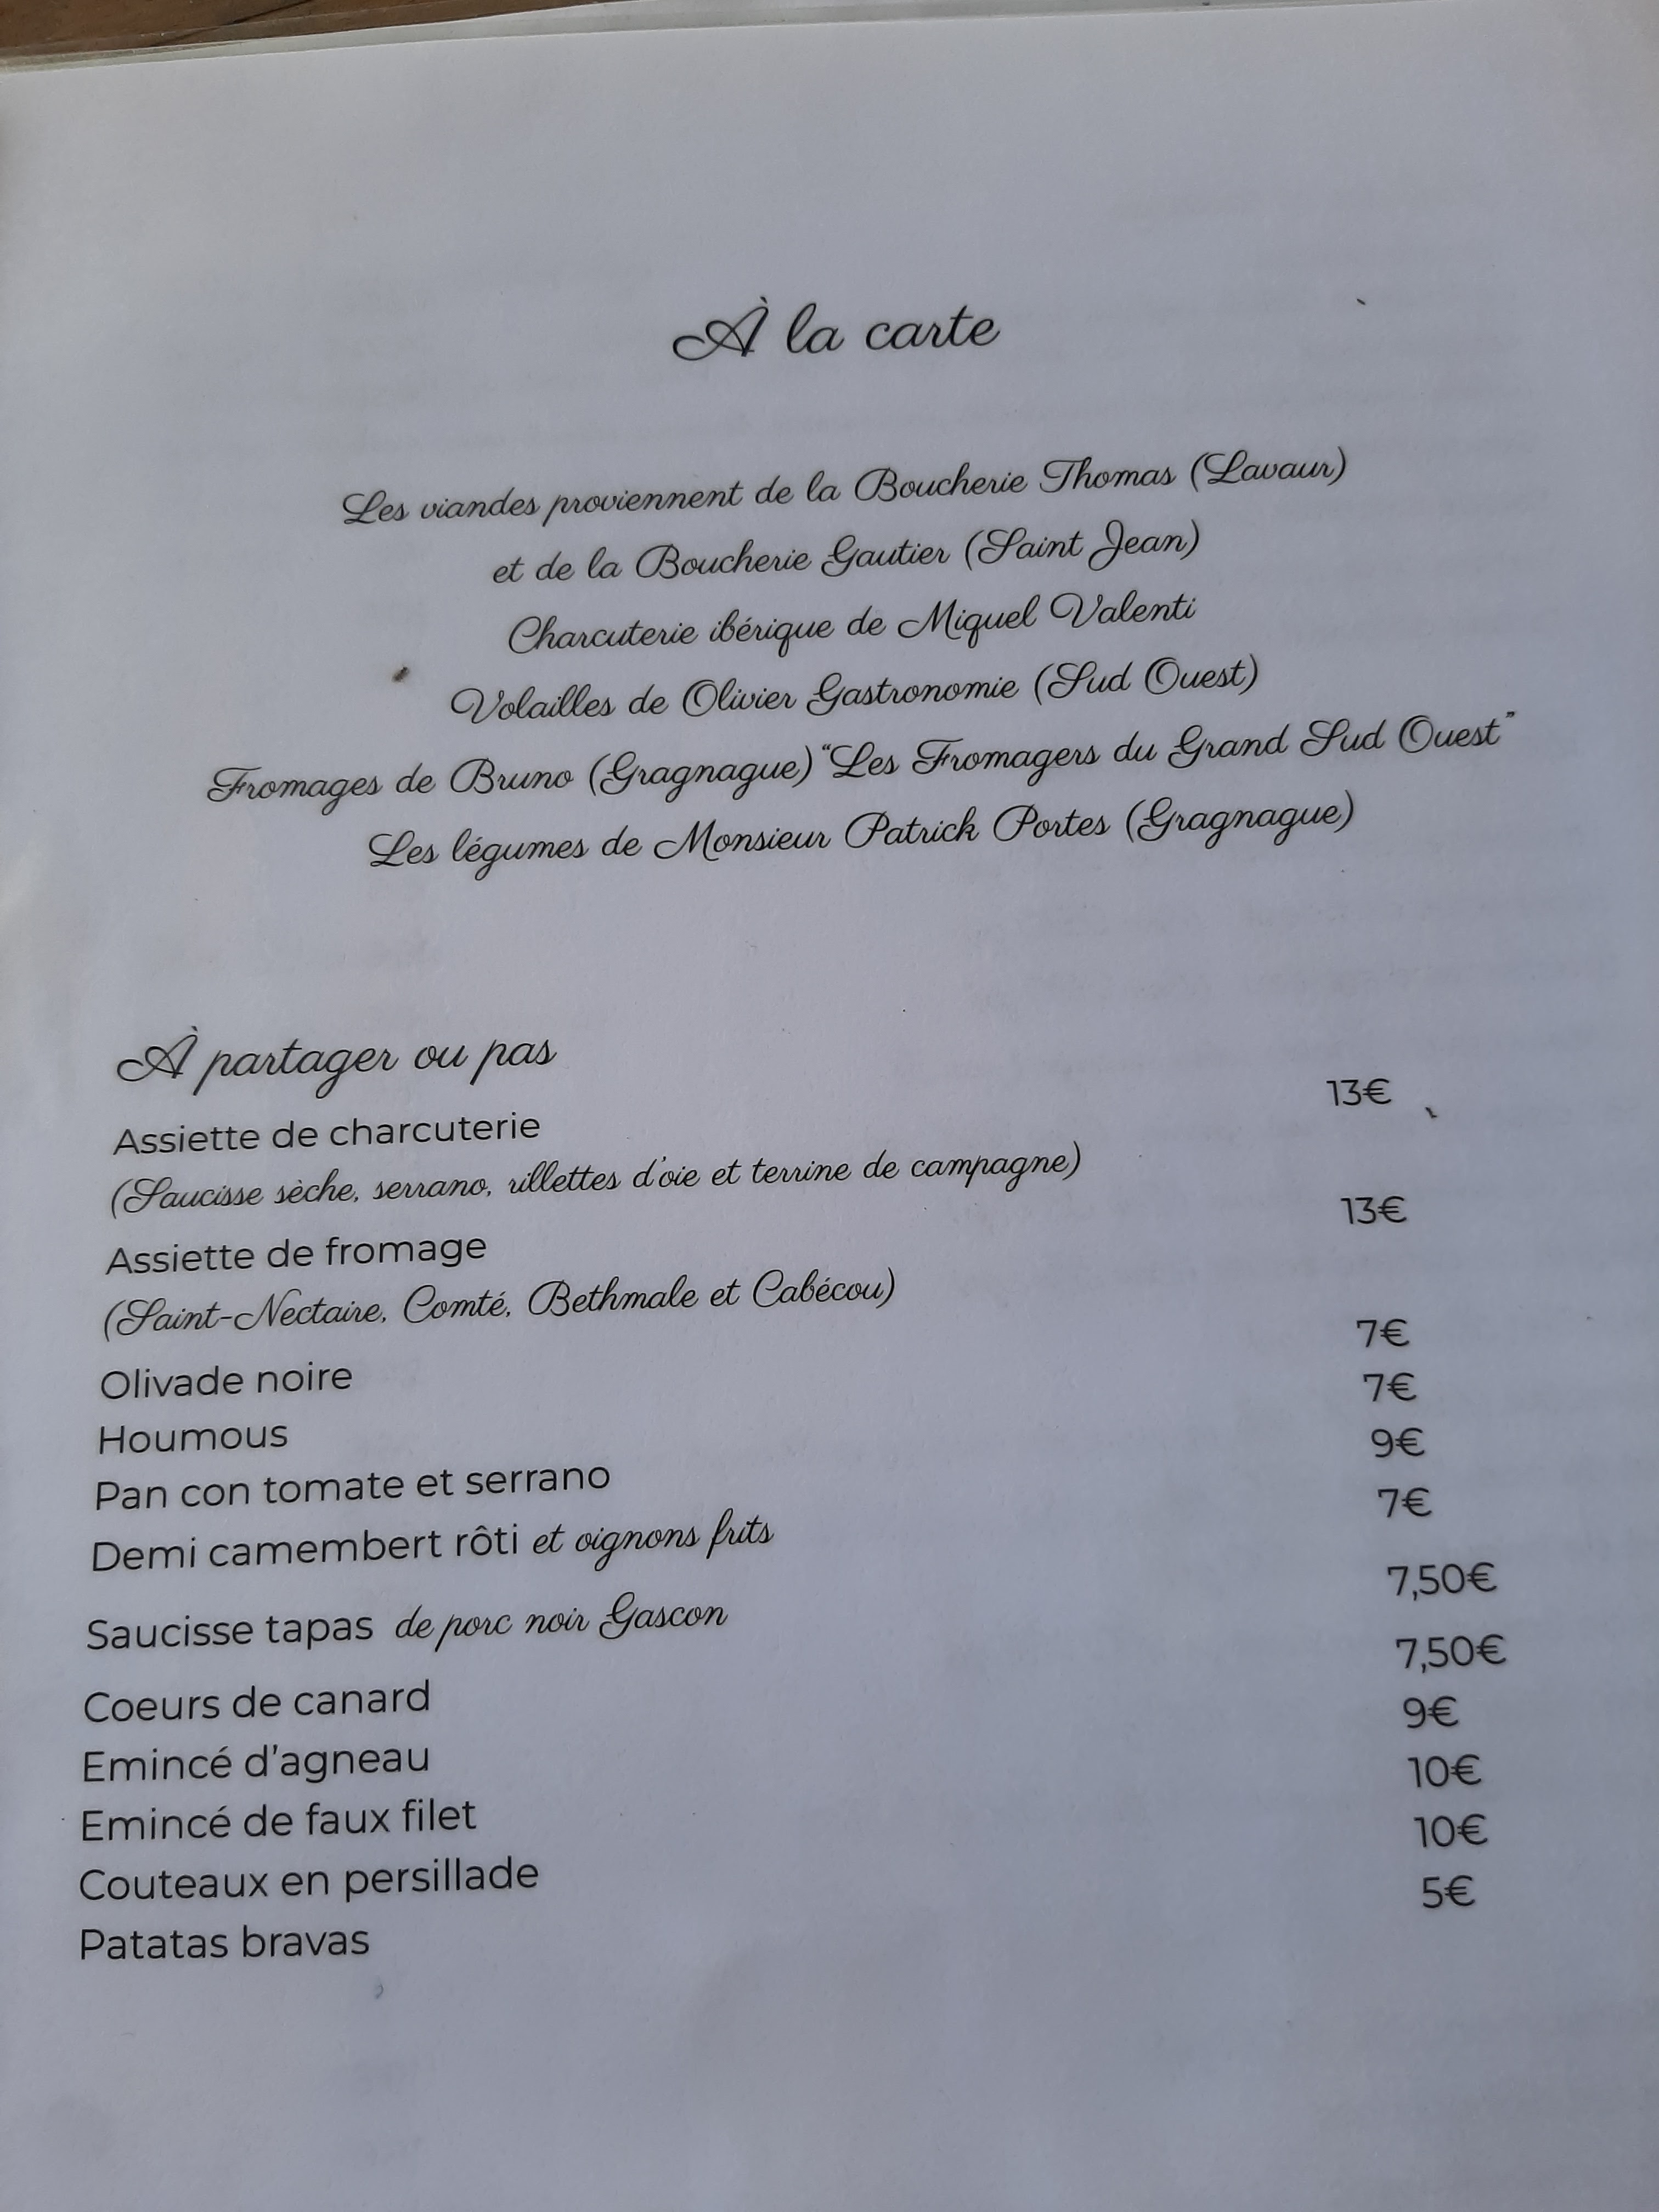 À la carte
Les viandes proviennent de la Boucherie Thomas (Lavaur)
et de la Boucherie Gautier (Saint Jean)
Charcuterie ibérique de Miquel Valenti
Volailles de Olivier Gastronomie (Sud Ouest)
Fromages de Bruno (Gragnague) "Les Fromagers du Grand Sud Ouest"
Les légumes de Monsieur Patrick Portes (Gragnague)
À partager ou pas
Assiette de charcuterie 13€
(Saucisse sèche, serrano, rillettes d'oie et terrine de campagne)
Assiette de fromage 13€
(Saint-Nectaire, Comté, Bethmale et Cabécou)
Olivade noire 7€
Houmous 7€
Pan con tomate et serrano 9€
Demi camembert rôti et oignons frits 7€
Saucisse tapas de porc noir Gascon 7,50€
Coeurs de canard 7,50€
Emincé d'agneau 9€
Emincé de faux filet 10€
Couteaux en persillade 10€
Patatas bravas 5€